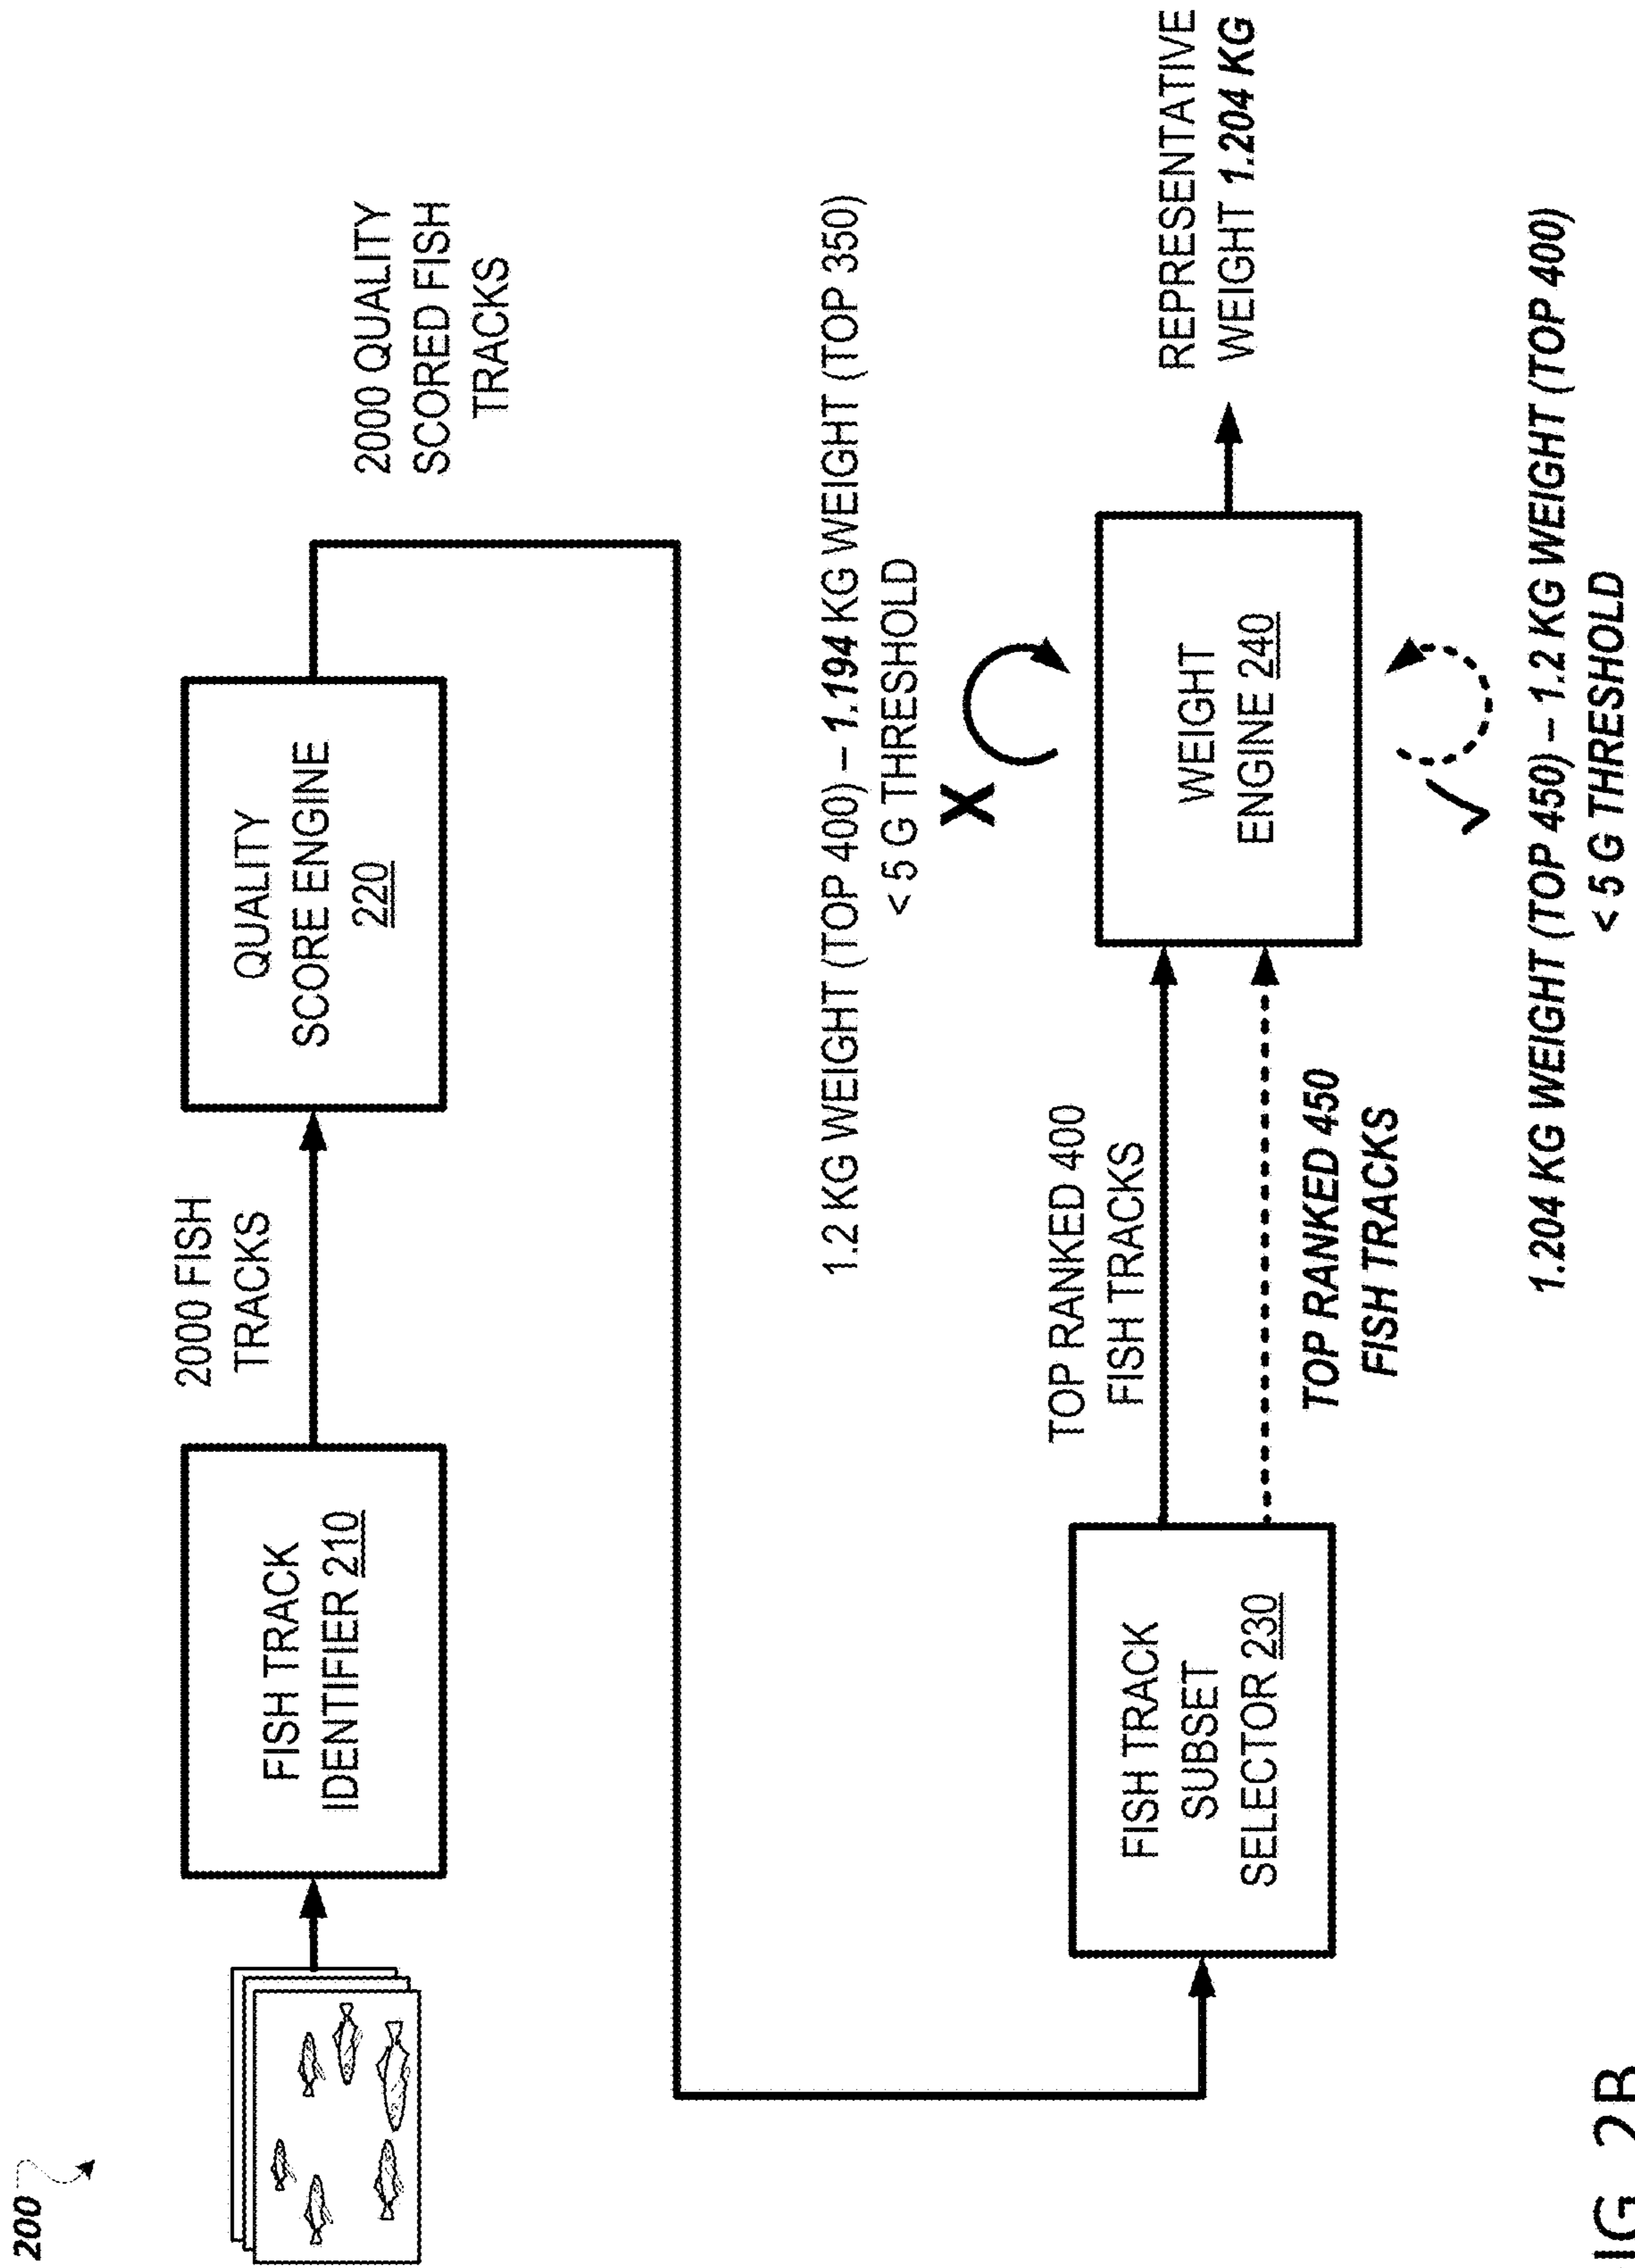 200
FISH TRACK
IDENTIFIER 210
2000 FISH
TRACKS
QUALITY
SCORE ENGINE
220
2000 QUALITY
SCORED FISH
TRACKS
1.2 KG WEIGHT (TOP 400) – 1.194 KG WEIGHT (TOP 350)
< 5 G THRESHOLD
X
FISH TRACK
SUBSET
SELECTOR 230
TOP RANKED 400
FISH TRACKS
TOP RANKED 450
FISH TRACKS
WEIGHT
ENGINE 240
REPRESENTATIVE
WEIGHT 1.204 KG
1.204 KG WEIGHT (TOP 450) – 1.2 KG WEIGHT (TOP 400)
< 5 G THRESHOLD
IG. 2B